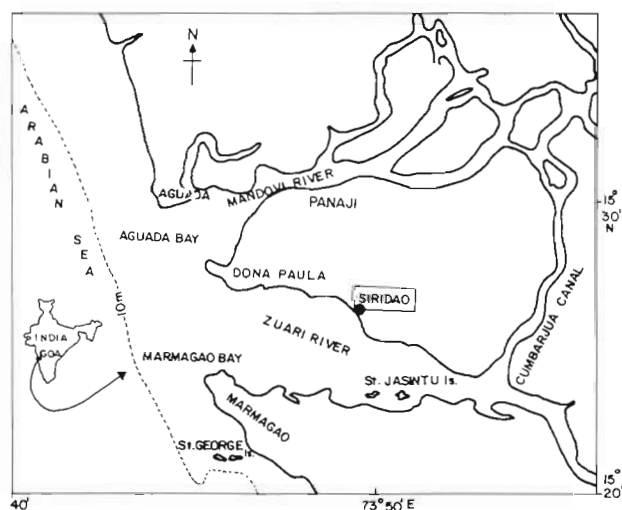 N
ARABIAN SEA
AGUADA
MANDOVI RIVER
PANAJI
15°
30'
N
AGUADA BAY
DONA PAULA
SIRIDAO
10m
ZUARI RIVER
CUMBARJUA CANAL
INDIA
GOA
MARMAGAO BAY
St. JASINTU Is.
MARMAGAO
St. GEORGE Is.
40'
73°50'E
15°
20'